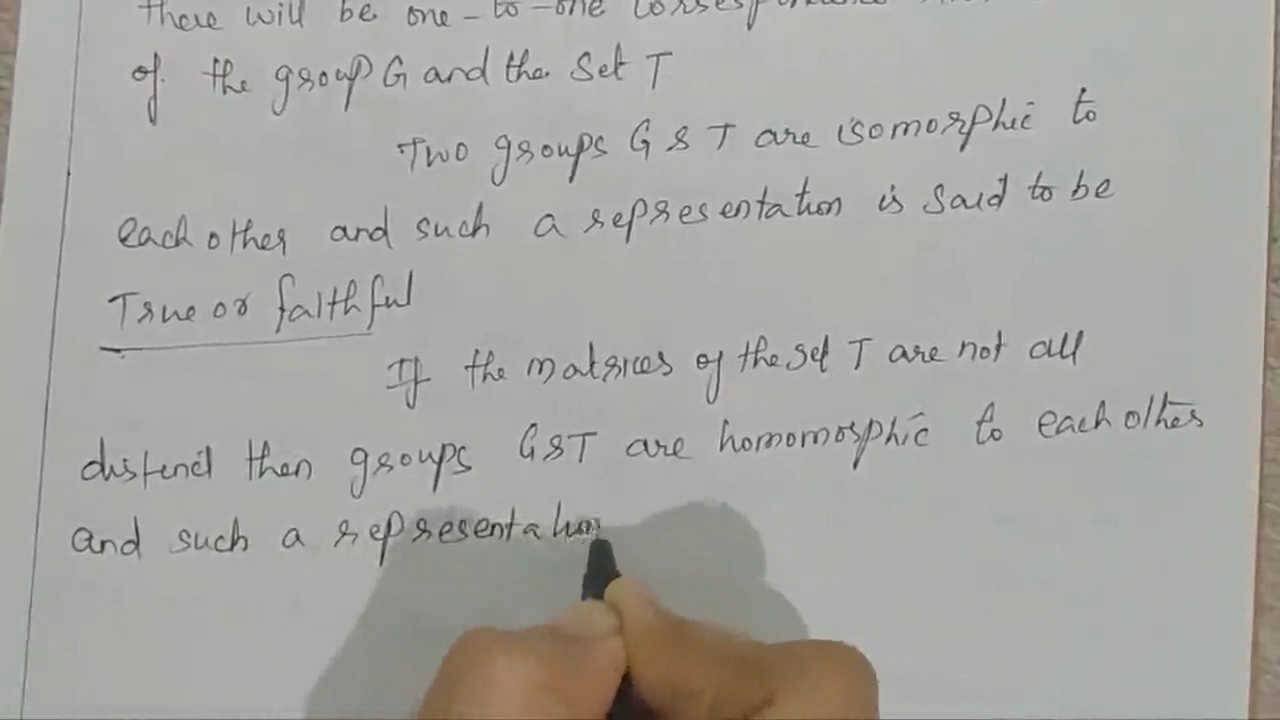 there will be one-to-one
of the group G and the set T
Two groups G & T are isomorphic to
each other and such a representation is said to be
True or faithful
If the matrices of the set T are not all
then groups G&T are homomorphic to each other
and such a representation